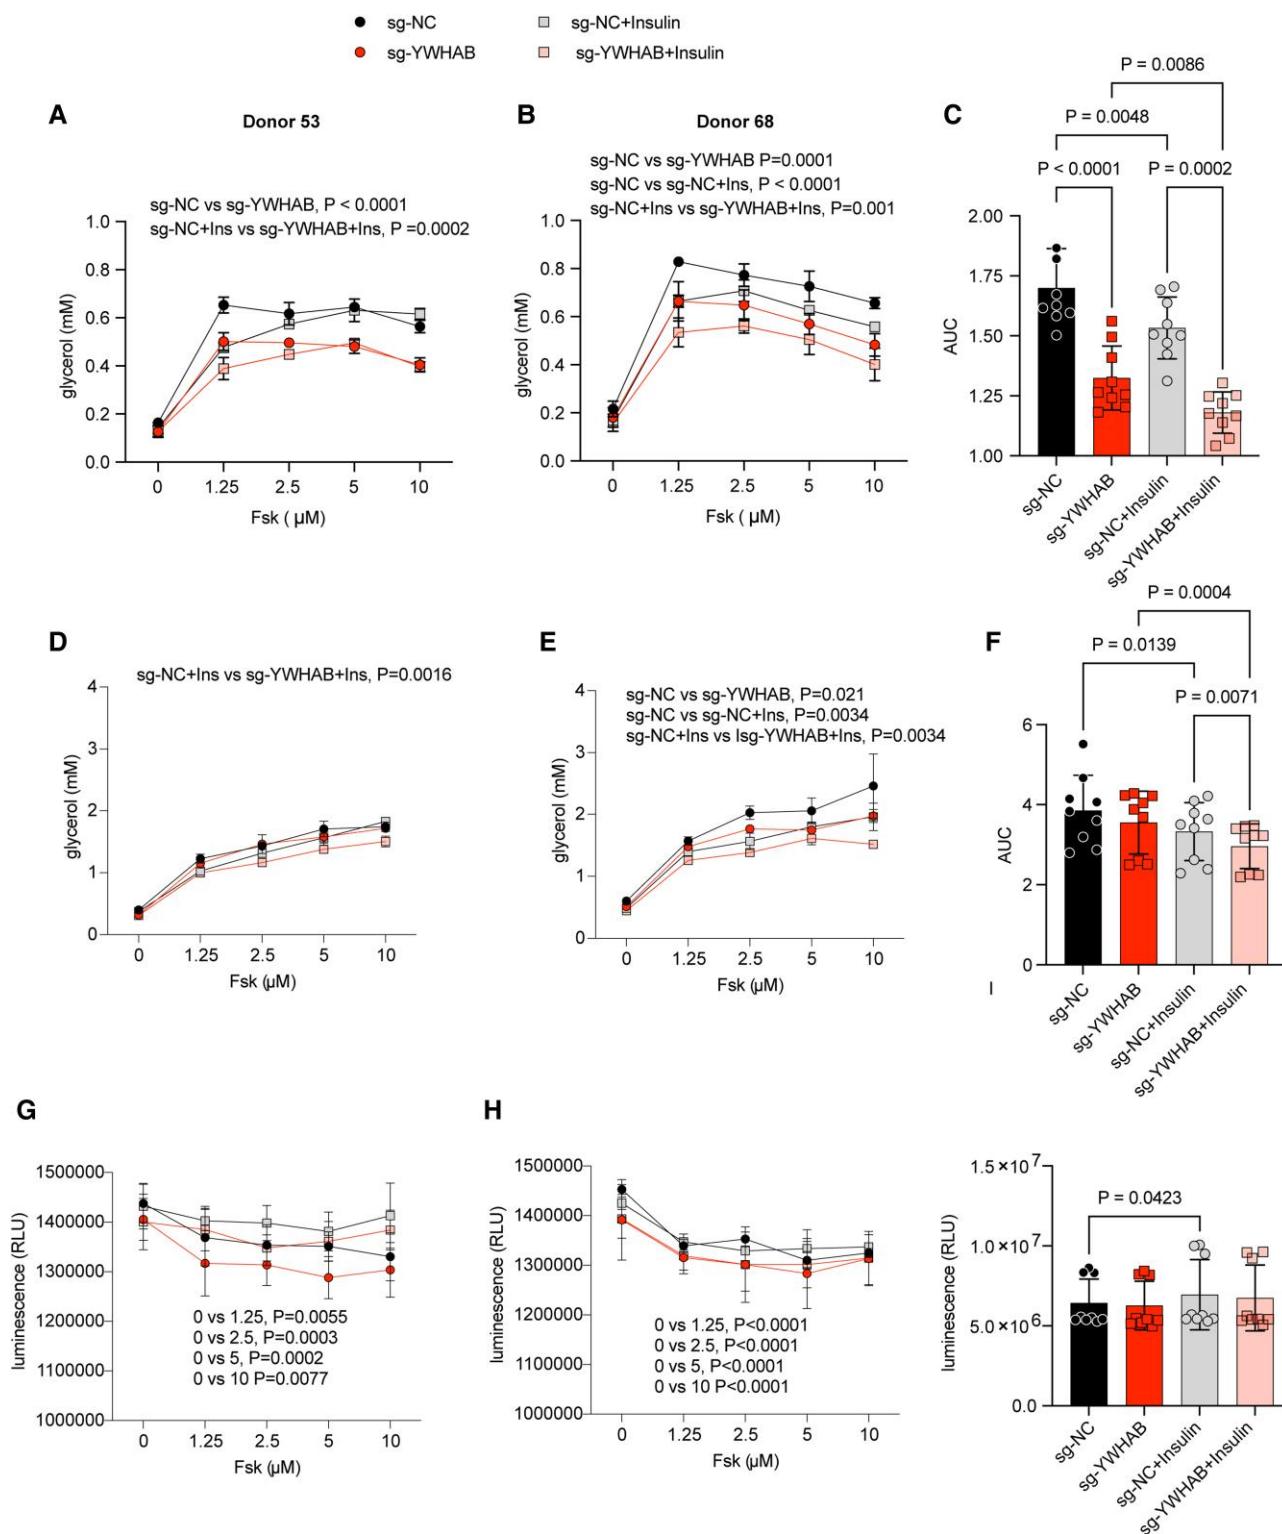 sg-NC
sg-NC+Insulin
sg-YWHAB
sg-YWHAB+Insulin
A
Donor 53
sg-NC vs sg-YWHAB, P < 0.0001
sg-NC+Ins vs sg-YWHAB+Ins, P =0.0002
1.0
0.8
0.6
0.4
0.2
0.0
glycerol (mM)
0 1.25 2.5 5 10
Fsk ( µM)
B
Donor 68
sg-NC vs sg-YWHAB P=0.0001
sg-NC vs sg-NC+Ins, P < 0.0001
sg-NC+Ins vs sg-YWHAB+Ins, P=0.001
1.0
0.8
0.6
0.4
0.2
0.0
glycerol (mM)
0 1.25 2.5 5 10
Fsk ( µM)
C
P = 0.0086
P = 0.0048
P < 0.0001
P = 0.0002
2.00
1.75
1.50
1.25
1.00
AUC
sg-NC
sg-YWHAB
sg-NC+Insulin
sg-YWHAB+Insulin
D
sg-NC+Ins vs sg-YWHAB+Ins, P=0.0016
4
3
2
1
0
glycerol (mM)
0 1.25 2.5 5 10
Fsk (µM)
E
sg-NC vs sg-YWHAB, P=0.021
sg-NC vs sg-NC+Ins, P=0.0034
sg-NC+Ins vs lsg-YWHAB+Ins, P=0.0034
4
3
2
1
0
glycerol (mM)
0 1.25 2.5 5 10
Fsk (µM)
F
P = 0.0004
P = 0.0139
P = 0.0071
6
4
2
0
AUC
sg-NC
sg-YWHAB
sg-NC+Insulin
sg-YWHAB+Insulin
I
G
1500000
1400000
1300000
1200000
1100000
1000000
luminescence (RLU)
0 vs 1.25, P=0.0055
0 vs 2.5, P=0.0003
0 vs 5, P=0.0002
0 vs 10 P=0.0077
0 1.25 2.5 5 10
Fsk (µM)
H
1500000
1400000
1300000
1200000
1100000
1000000
luminescence (RLU)
0 vs 1.25, P<0.0001
0 vs 2.5, P<0.0001
0 vs 5, P<0.0001
0 vs 10 P<0.0001
0 1.25 2.5 5 10
Fsk (µM)
P = 0.0423
1.5×10⁷
1.0×10⁷
5.0×10⁶
0.0
luminescence (RLU)
sg-NC
sg-YWHAB
sg-NC+Insulin
sg-YWHAB+Insulin